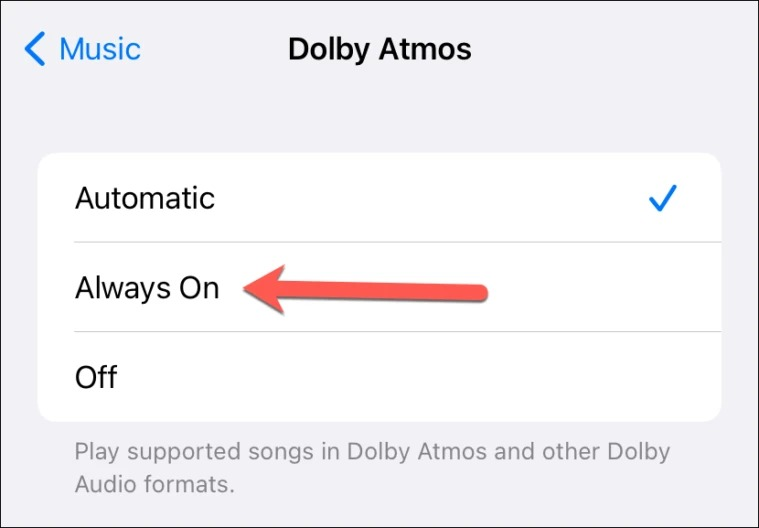 Music
Dolby Atmos
Automatic
Always On
Off
Play supported songs in Dolby Atmos and other Dolby
Audio formats.